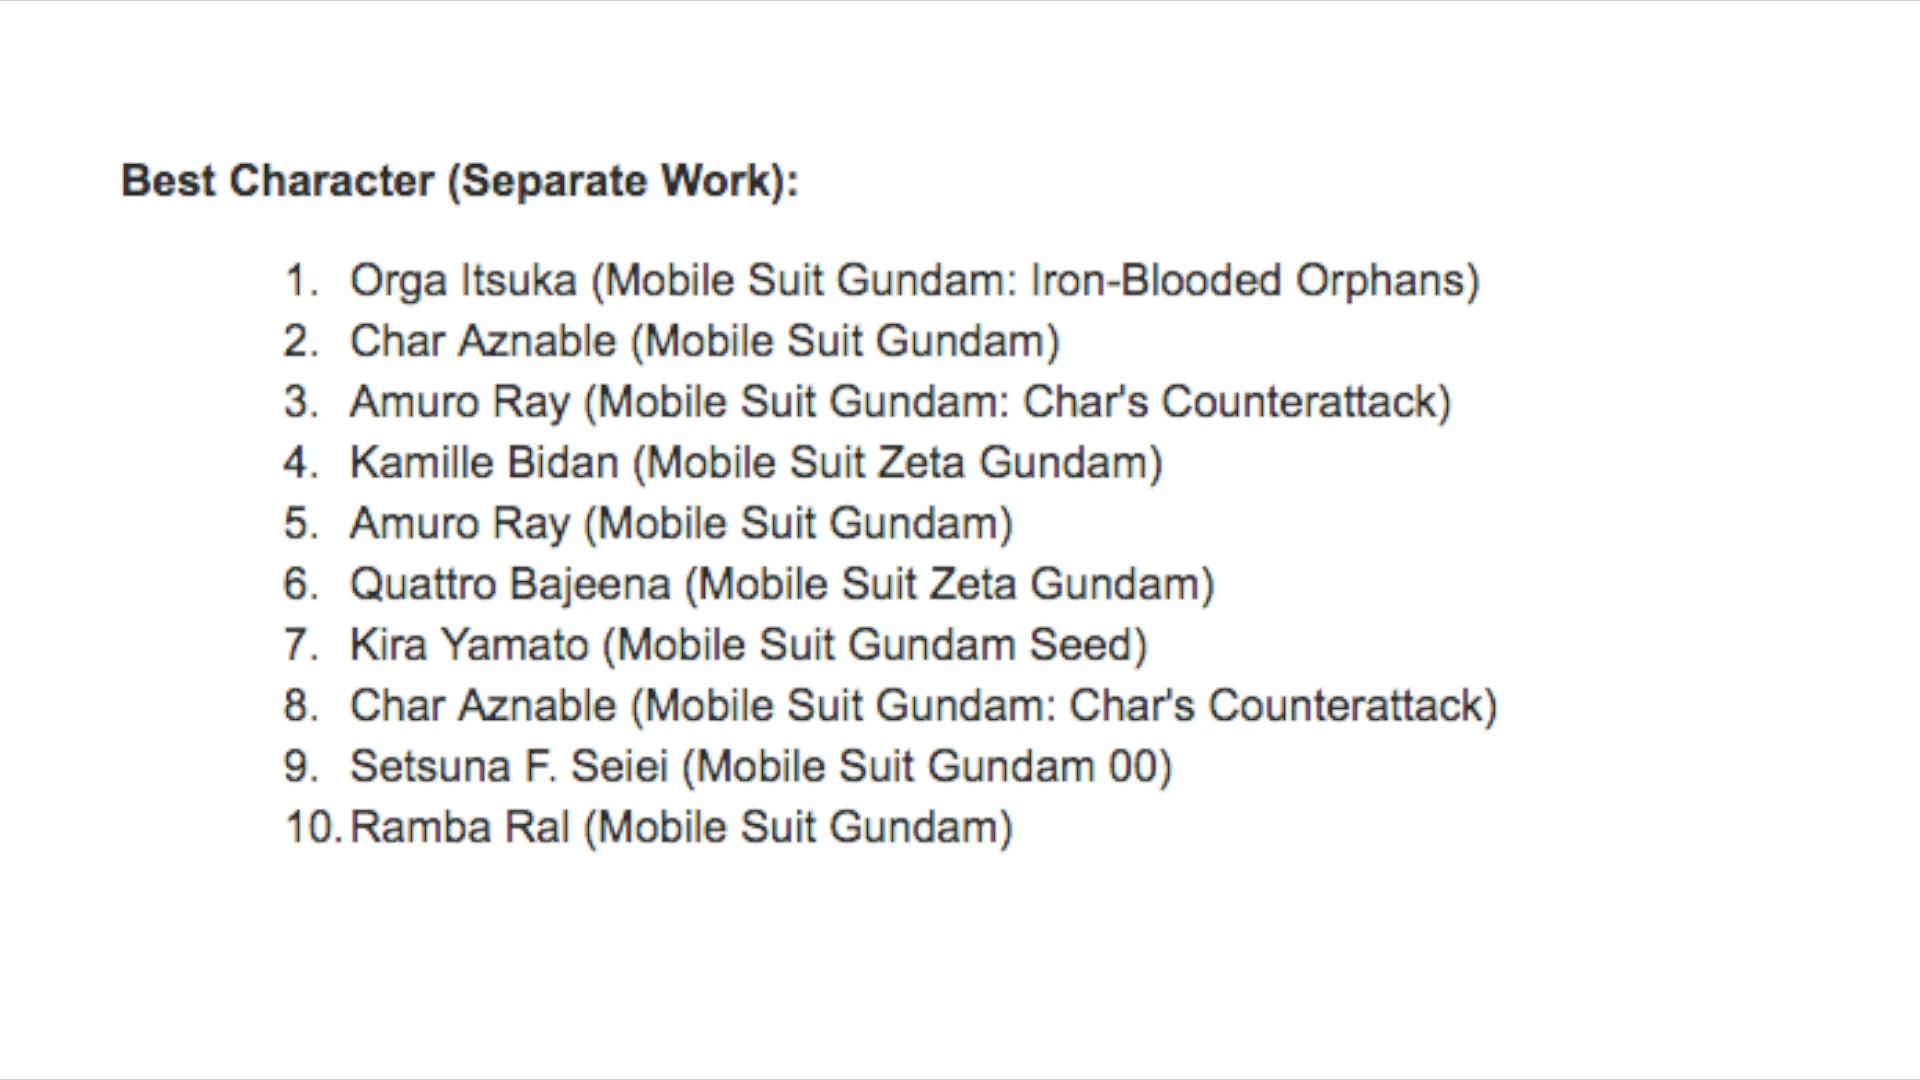 Best Character (Separate Work):
1. Orga Itsuka (Mobile Suit Gundam: Iron-Blooded Orphans)
2. Char Aznable (Mobile Suit Gundam)
3. Amuro Ray (Mobile Suit Gundam: Char's Counterattack)
4. Kamille Bidan (Mobile Suit Zeta Gundam)
5. Amuro Ray (Mobile Suit Gundam)
6. Quattro Bajeena (Mobile Suit Zeta Gundam)
7. Kira Yamato (Mobile Suit Gundam Seed)
8. Char Aznable (Mobile Suit Gundam: Char's Counterattack)
9. Setsuna F. Seiei (Mobile Suit Gundam 00)
10. Ramba Ral (Mobile Suit Gundam)